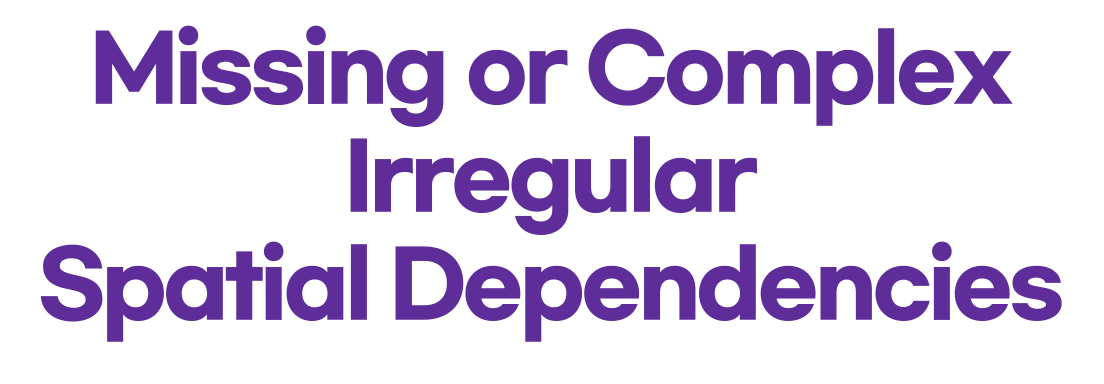 Missing or Complex
Irregular
Spatial Dependencies